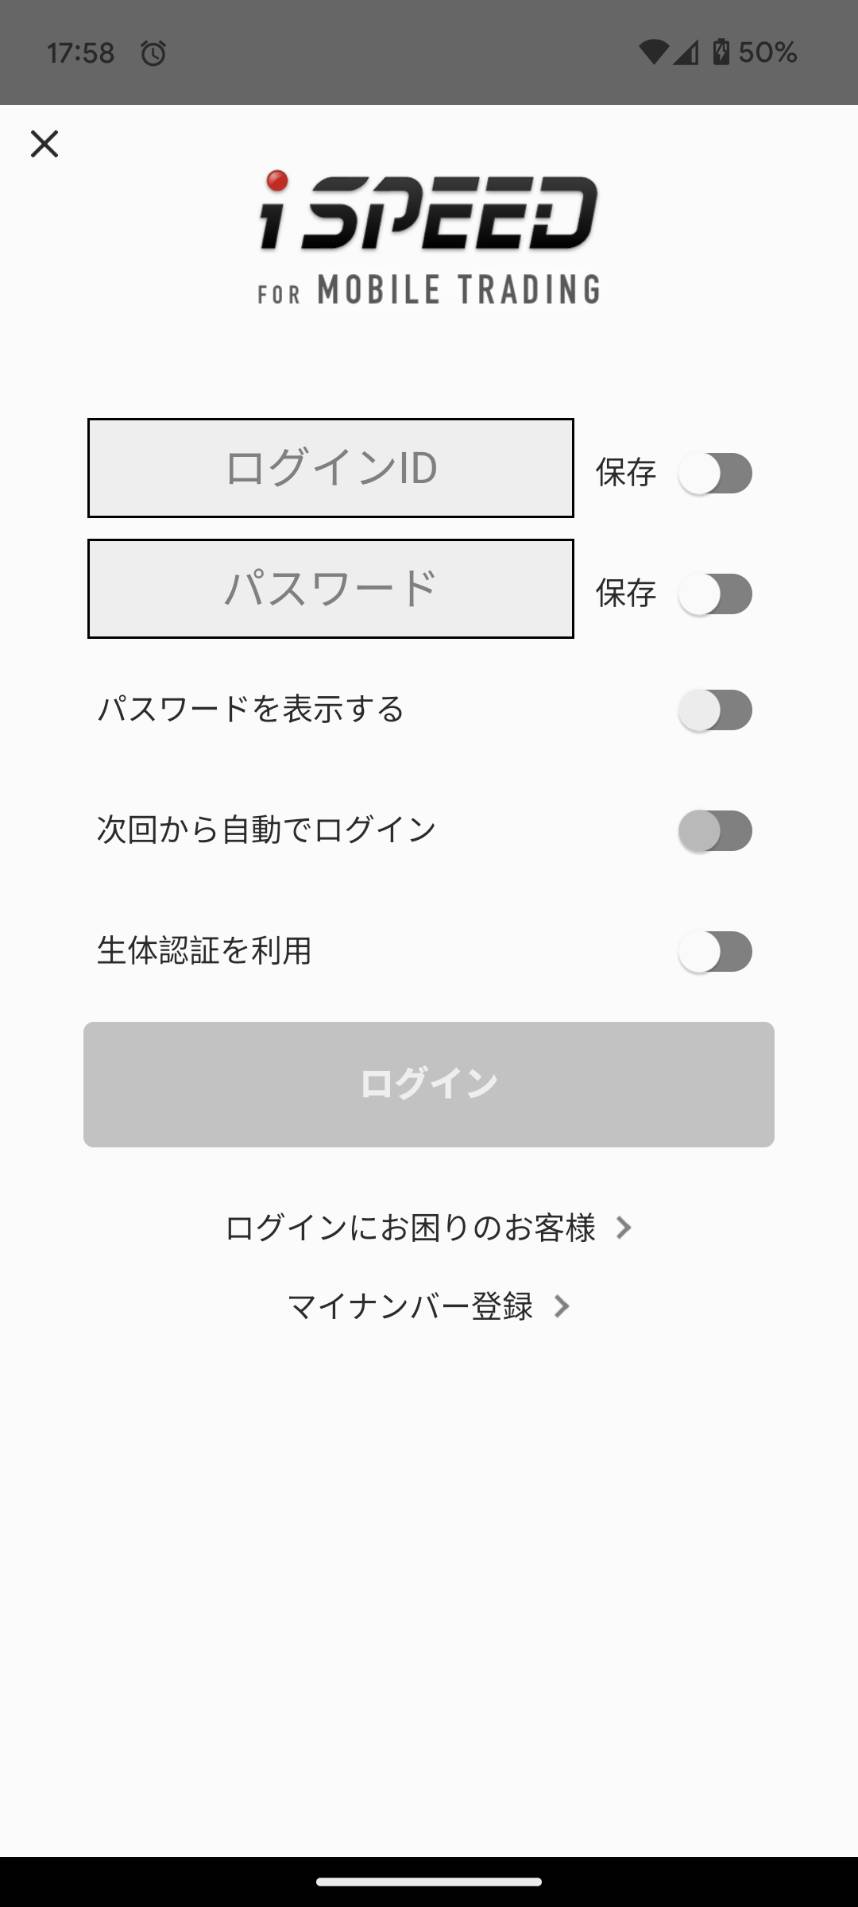 17:58
50%
iSPEED
FOR MOBILE TRADING
ログインID 保存
パスワード 保存
パスワードを表示する
次回から自動でログイン
生体認証を利用
ログイン
ログインにお困りのお客様
マイナンバー登録